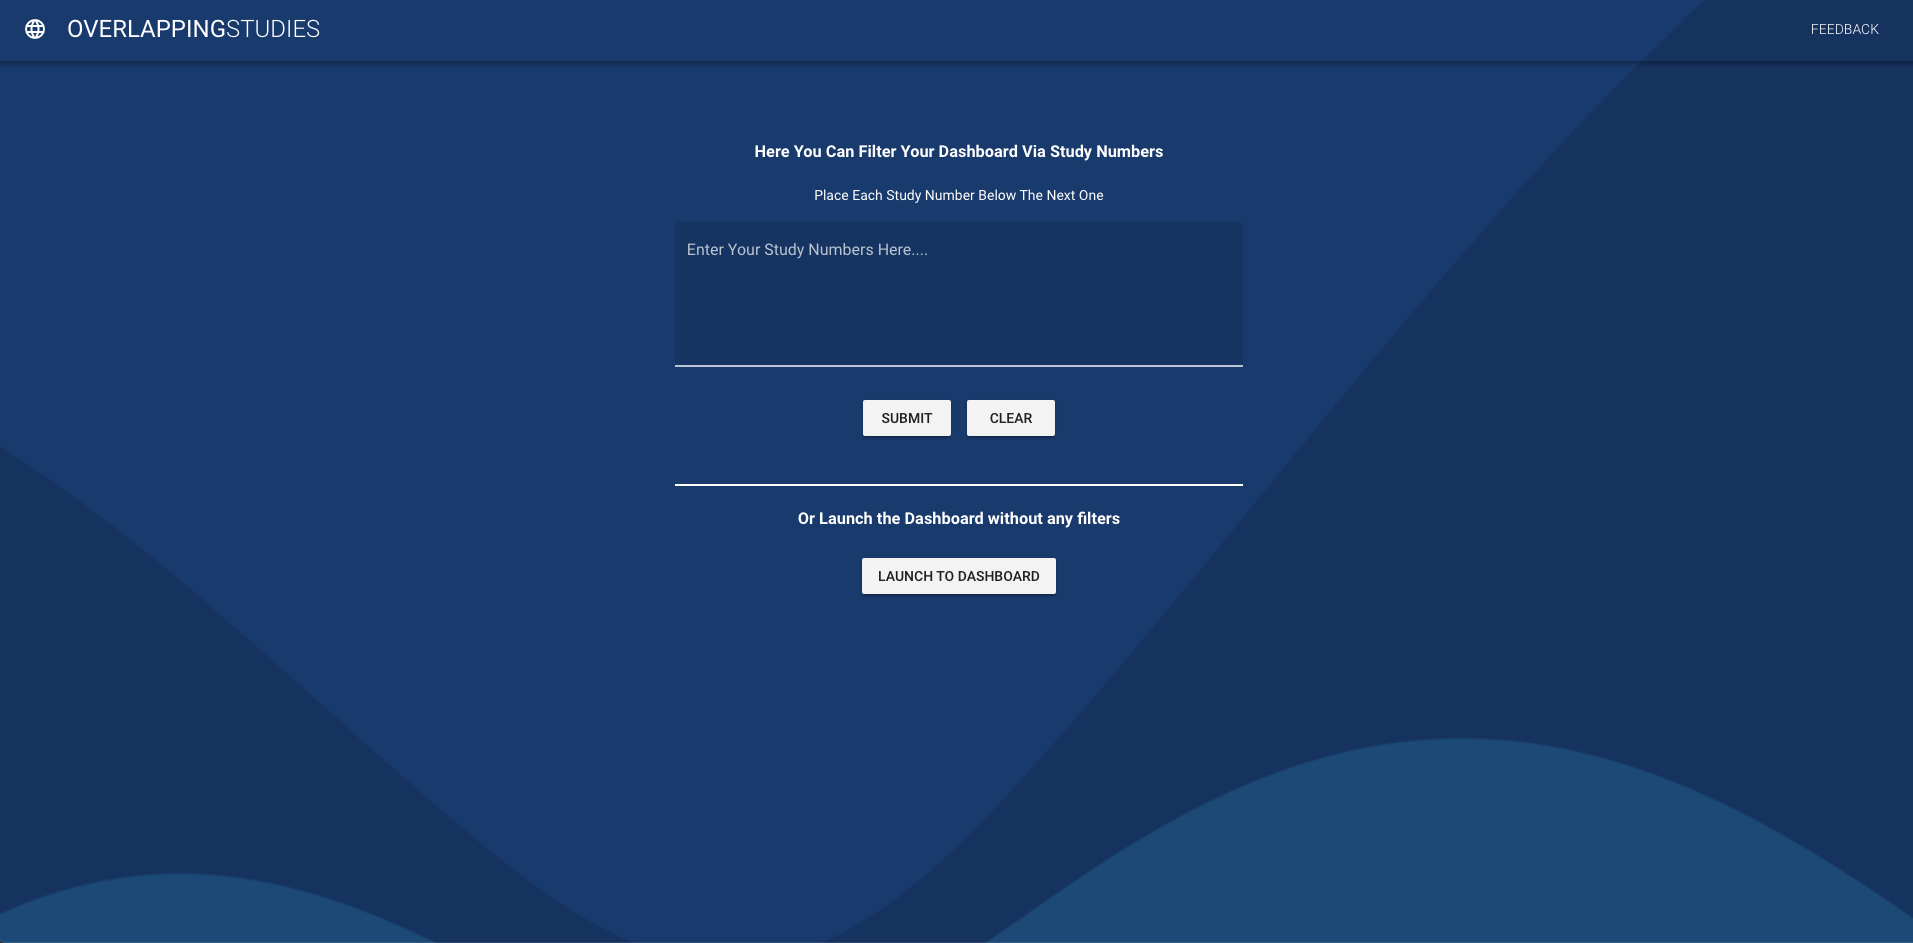 OVERLAPPINGSTUDIES
FEEDBACK
Here You Can Filter Your Dashboard Via Study Numbers
Place Each Study Number Below The Next One
Enter Your Study Numbers Here....
SUBMIT
CLEAR
Or Launch the Dashboard without any filters
LAUNCH TO DASHBOARD